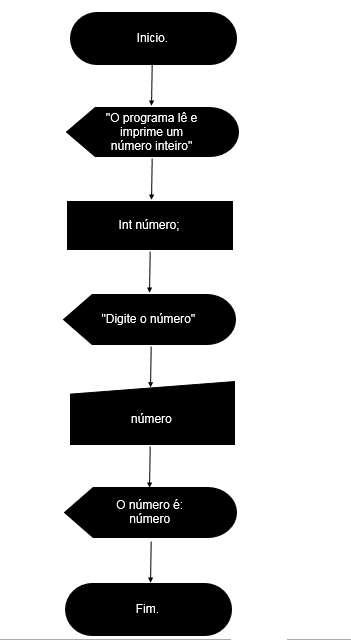 Inicio.
"O programa lê e
imprime um
número inteiro"
Int número;
"Digite o número"
número
O número é:
número
Fim.